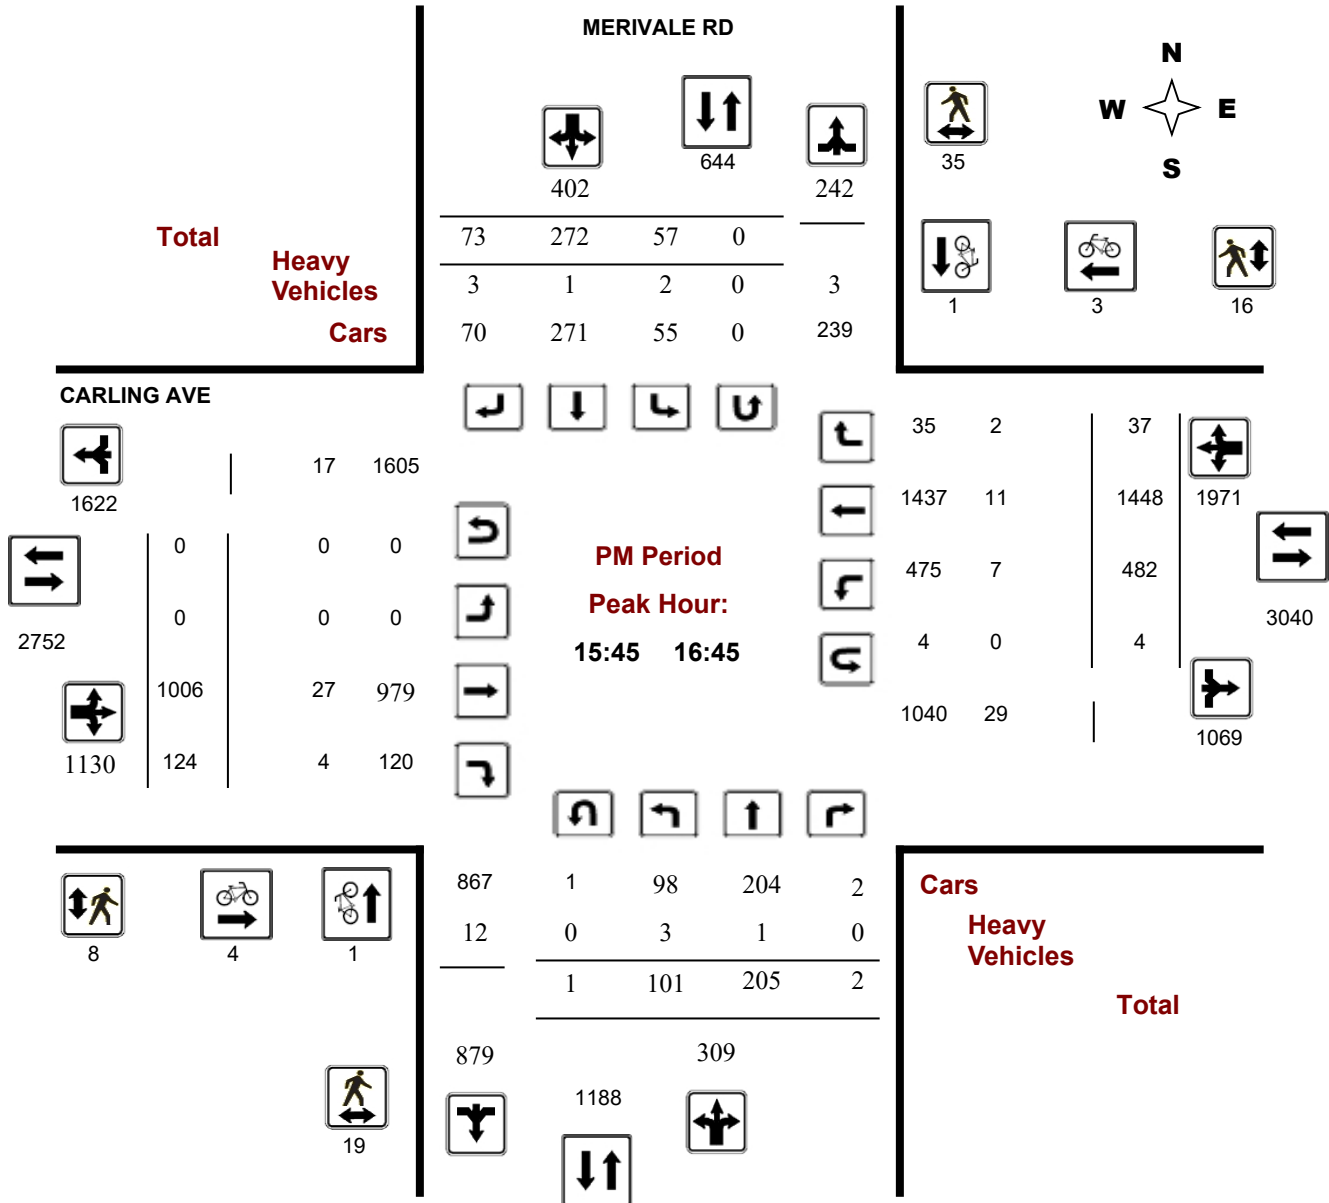 MERIVALE RD
N
W E
S
35
644
402 242
Total 73 272 57 0
Heavy
Vehicles 3 1 2 0 3
Cars 70 271 55 0 239
1 3 16
CARLING AVE
35 2 37
17 1605
1622
1437 11 1448 1971
0 0 0
PM Period
475 7 482
Peak Hour:
0 0 0
3040
2752
15:45 16:45
4 0 4
1006 27 979
1040 29
1069
1130 124 4 120
867 1 98 204 2 Cars
12 0 3 1 0 Heavy
Vehicles
8 4 1
1 101 205 2
Total
879 309
1188
19